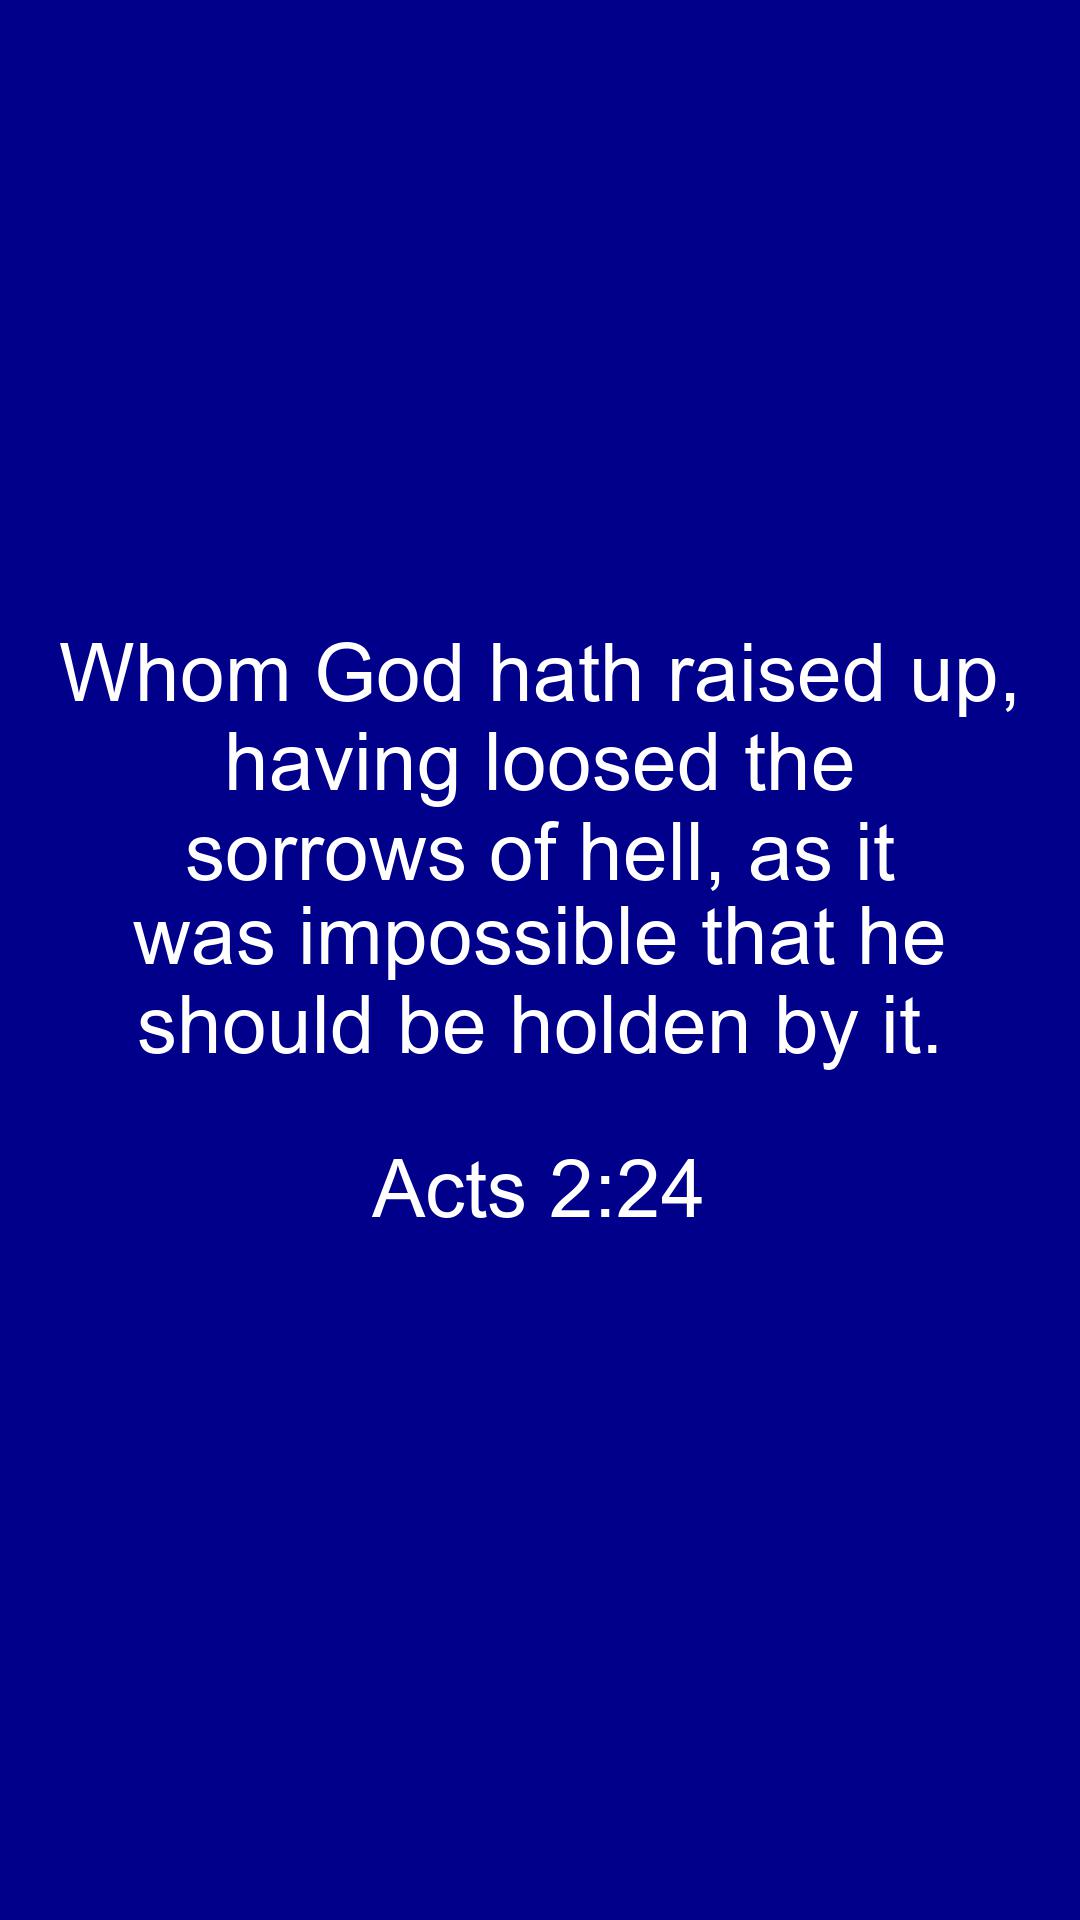 Whom God hath raised up,
having loosed the
sorrows of hell, as it
was impossible that he
should be holden by it.
Acts 2:24